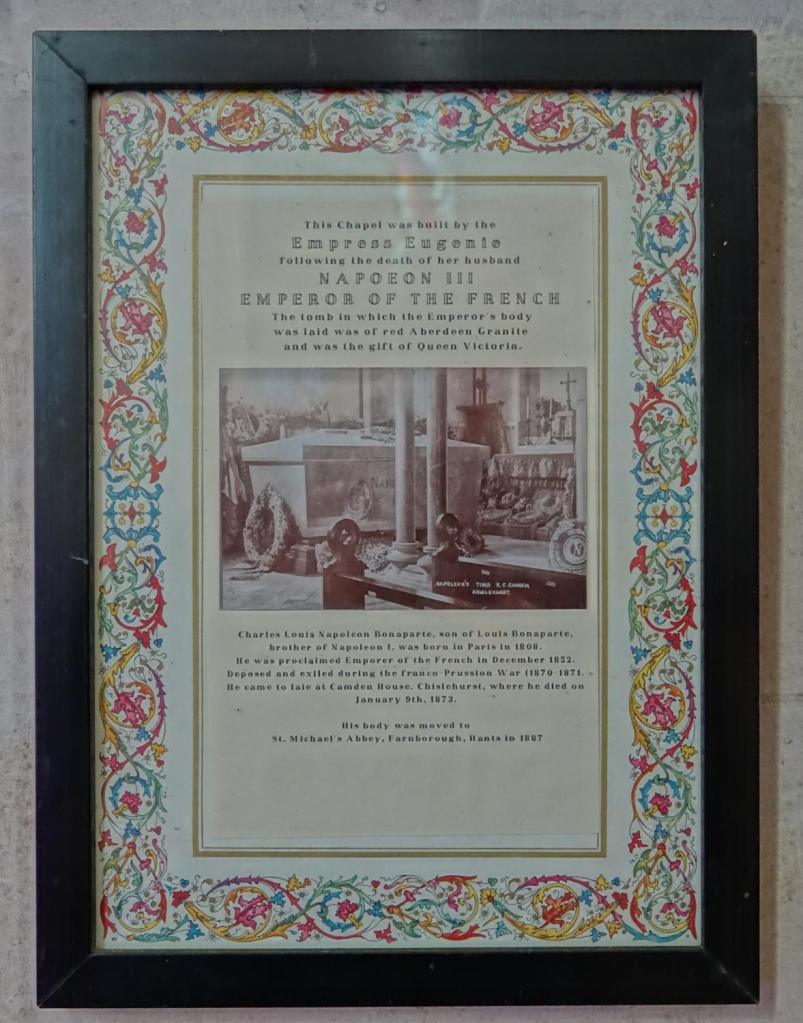 This Chapel was built by the
Empress Eugenie
following the death of her husband
NAPOEON III
EMPEROR OF THE FRENCH
The tomb in which the Emperor's body
was laid was of red Aberdeen Granite
and was the gift of Queen Victoria.
NAPOLEON'S TOMB R.C. CHURCH
CHISLEHURST.
N
Charles Louis Napoleon Bonaparte, son of Louis Bonaparte,
brother of Napoleon I, was born in Paris in 1808.
He was proclaimed Emporer of the French in December 1852.
Deposed and exiled during the franco-Prussion War (1870-1871.
He came to laie at Camden House, Chislehurst, where he died on
January 9th, 1873.
His body was moved to
St. Michael's Abbey, Farnborough, Hants in 1887